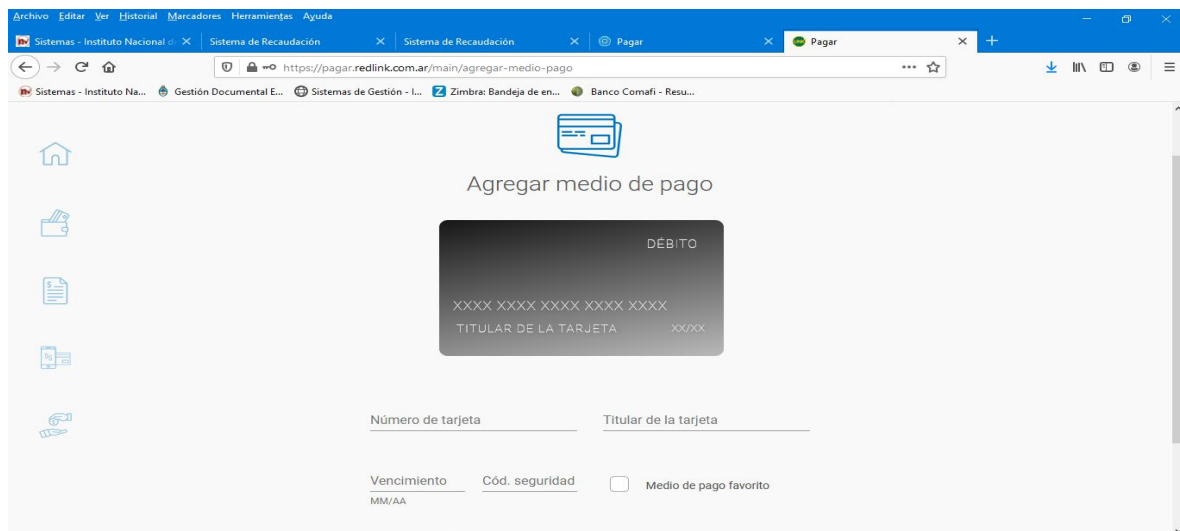 Archivo Editar Ver Historial Marcadores Herramientas Ayuda
Sistemas - Instituto Nacional d Sistema de Recaudación Sistema de Recaudación Pagar Pagar
https://pagar.redlink.com.ar/main/agregar-medio-pago
Sistemas - Instituto Na... Gestión Documental E... Sistemas de Gestión - I... Zimbra: Bandeja de en... Banco Comafi - Resu...
Agregar medio de pago
DÉBITO
XXXX XXXX XXXX XXXX XXXX
TITULAR DE LA TARJETA XX/XX
Número de tarjeta Titular de la tarjeta
Vencimiento Cód. seguridad Medio de pago favorito
MM/AA